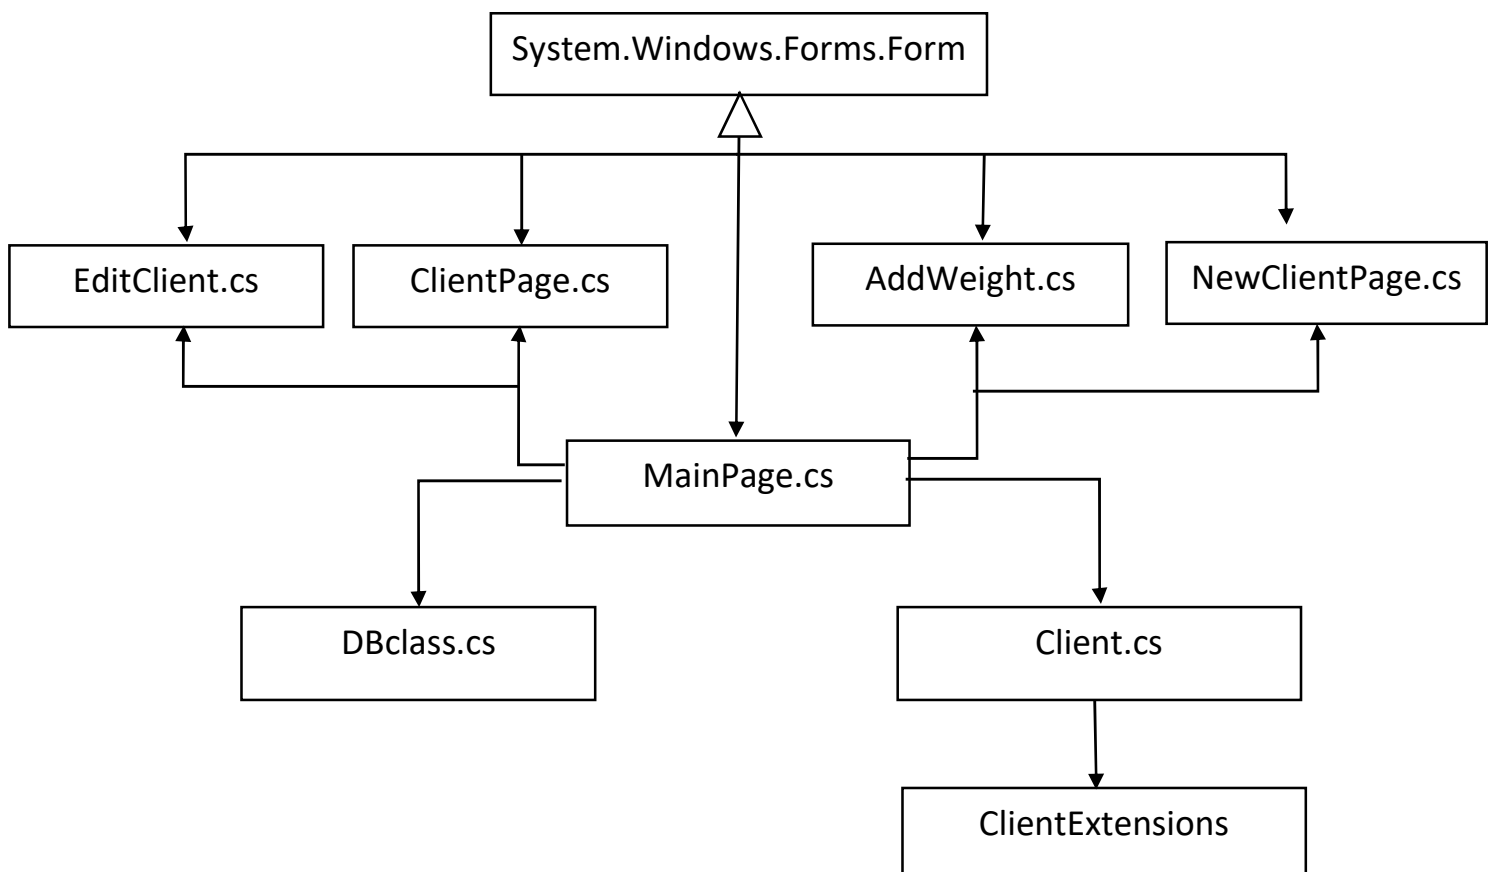 System.Windows.Forms.Form
EditClient.cs
ClientPage.cs
AddWeight.cs
NewClientPage.cs
MainPage.cs
DBclass.cs
Client.cs
ClientExtensions